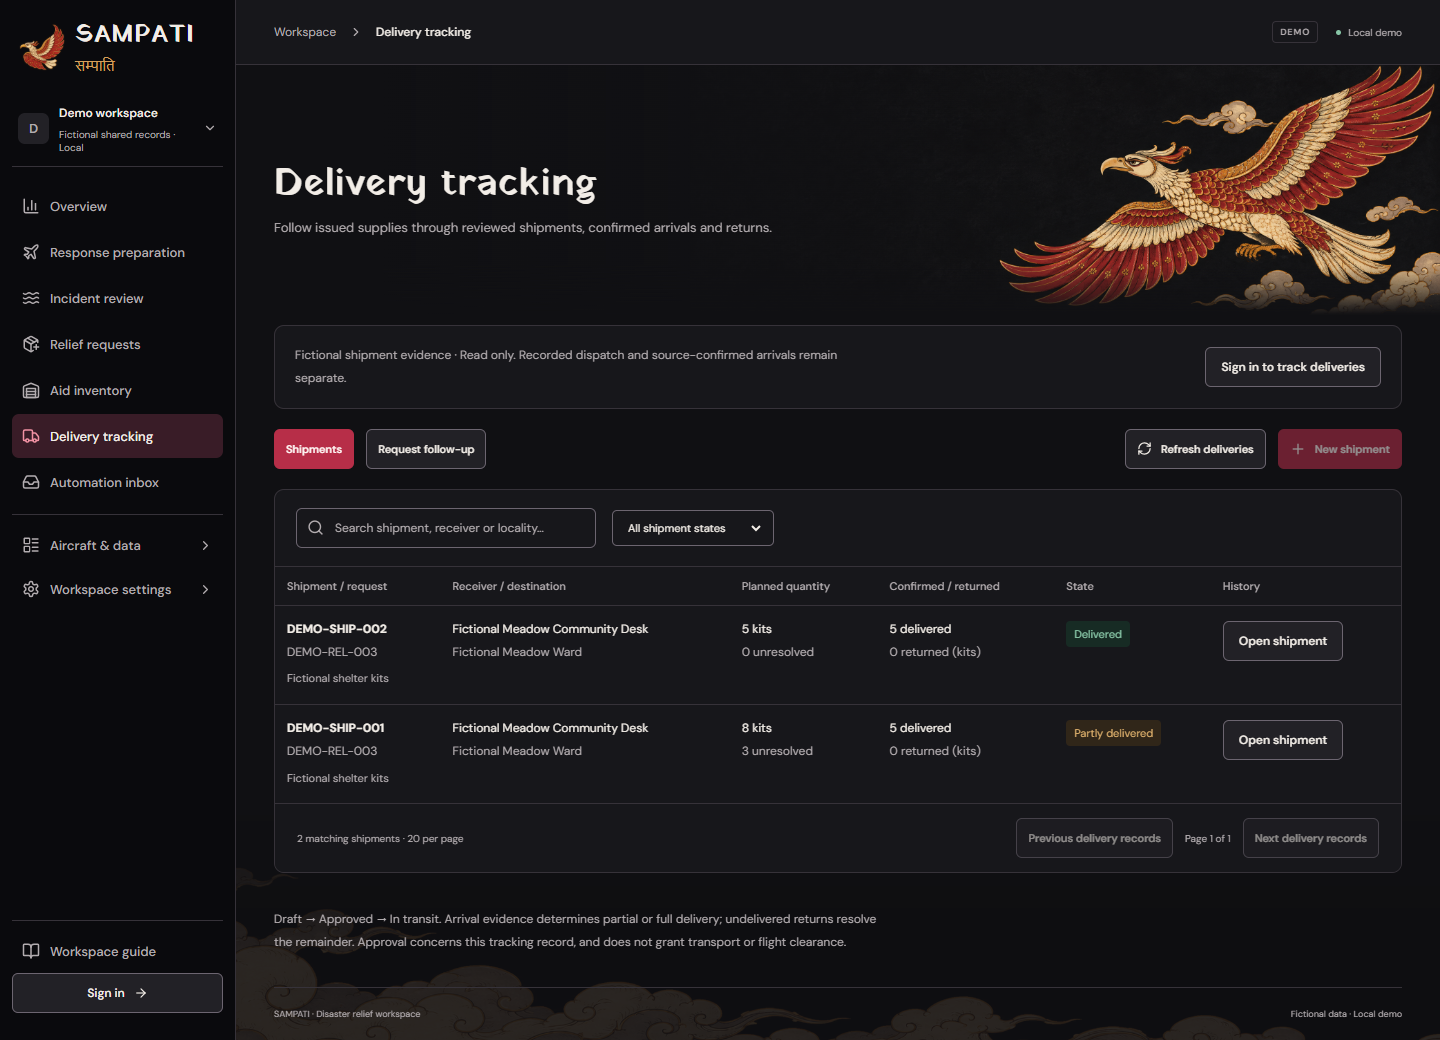 SAMPATI
सम्पाति
D
Demo workspace
Fictional shared records ·
Local
Overview
Response preparation
Incident review
Relief requests
Aid inventory
Delivery tracking
Automation inbox
Aircraft & data
Workspace settings
Workspace guide
Sign in →
Workspace > Delivery tracking
DEMO
Local demo
Delivery tracking
Follow issued supplies through reviewed shipments, confirmed arrivals and returns.
Fictional shipment evidence · Read only. Recorded dispatch and source-confirmed arrivals remain
separate.
Sign in to track deliveries
Shipments
Request follow-up
Refresh deliveries
+ New shipment
Search shipment, receiver or locality...
All shipment states
Shipment / request Receiver / destination Planned quantity Confirmed / returned State History
DEMO-SHIP-002 Fictional Meadow Community Desk 5 kits 5 delivered Delivered Open shipment
DEMO-REL-003 Fictional Meadow Ward 0 unresolved 0 returned (kits)
Fictional shelter kits
DEMO-SHIP-001 Fictional Meadow Community Desk 8 kits 5 delivered Partly delivered Open shipment
DEMO-REL-003 Fictional Meadow Ward 3 unresolved 0 returned (kits)
Fictional shelter kits
2 matching shipments · 20 per page
Previous delivery records
Page 1 of 1
Next delivery records
Draft → Approved → In transit. Arrival evidence determines partial or full delivery; undelivered returns resolve
the remainder. Approval concerns this tracking record, and does not grant transport or flight clearance.
SAMPATI · Disaster relief workspace
Fictional data · Local demo